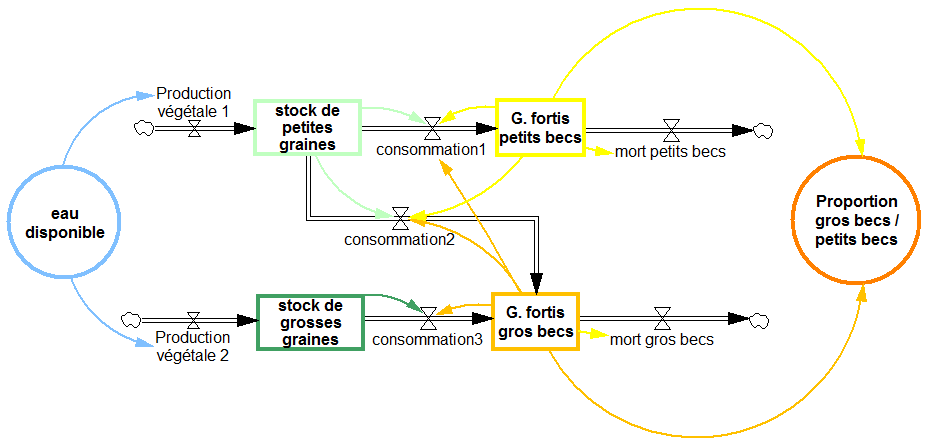 Production
végétale 1
stock de
petites
graines
consommation1
G. fortis
petits becs
mort petits becs
eau
disponible
consommation2
Proportion
gros becs /
petits becs
Production
végétale 2
stock de
grosses
graines
consommation3
G. fortis
gros becs
mort gros becs